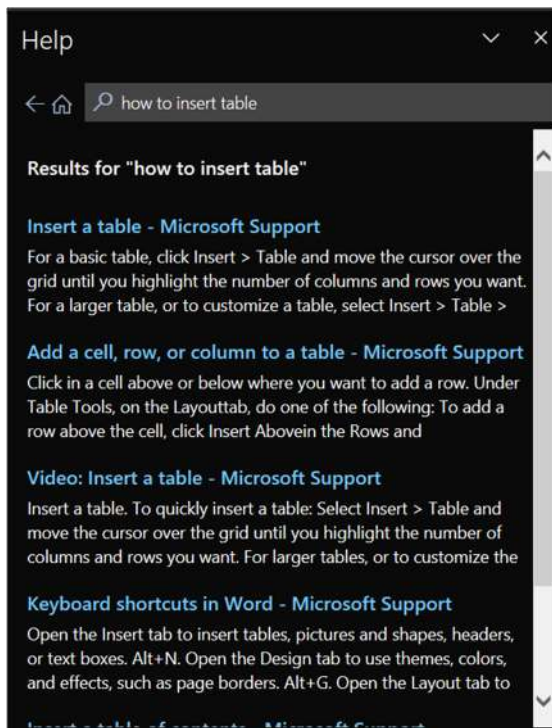 Help
how to insert table
Results for "how to insert table"
Insert a table - Microsoft Support
For a basic table, click Insert > Table and move the cursor over the
grid until you highlight the number of columns and rows you want.
For a larger table, or to customize a table, select Insert > Table >
Add a cell, row, or column to a table - Microsoft Support
Click in a cell above or below where you want to add a row. Under
Table Tools, on the Layouttab, do one of the following: To add a
row above the cell, click Insert Abovein the Rows and
Video: Insert a table - Microsoft Support
Insert a table. To quickly insert a table: Select Insert > Table and
move the cursor over the grid until you highlight the number of
columns and rows you want. For larger tables, or to customize the
Keyboard shortcuts in Word - Microsoft Support
Open the Insert tab to insert tables, pictures and shapes, headers,
or text boxes. Alt+N. Open the Design tab to use themes, colors,
and effects, such as page borders. Alt+G. Open the Layout tab to
Insert a table of contents - Microsoft Support